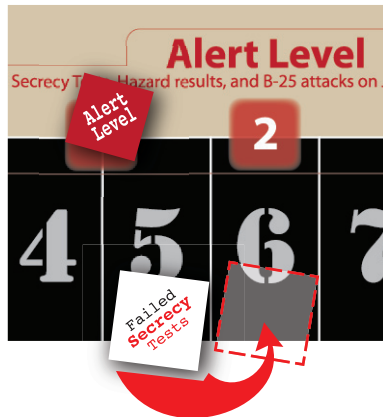 Alert Level
Secrecy T Hazard results, and B-25 attacks on
Alert
Level
2
4 5 6 7
Failed
Secrecy
Tests